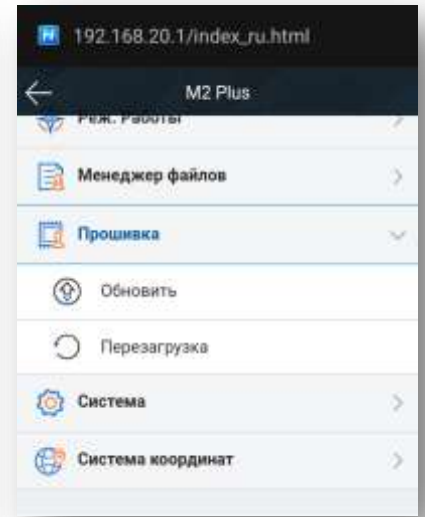 192.168.20.1/index_ru.html
M2 Plus
Реж. Работы
Менеджер файлов
Прошивка
Обновить
Перезагрузка
Система
Система координат